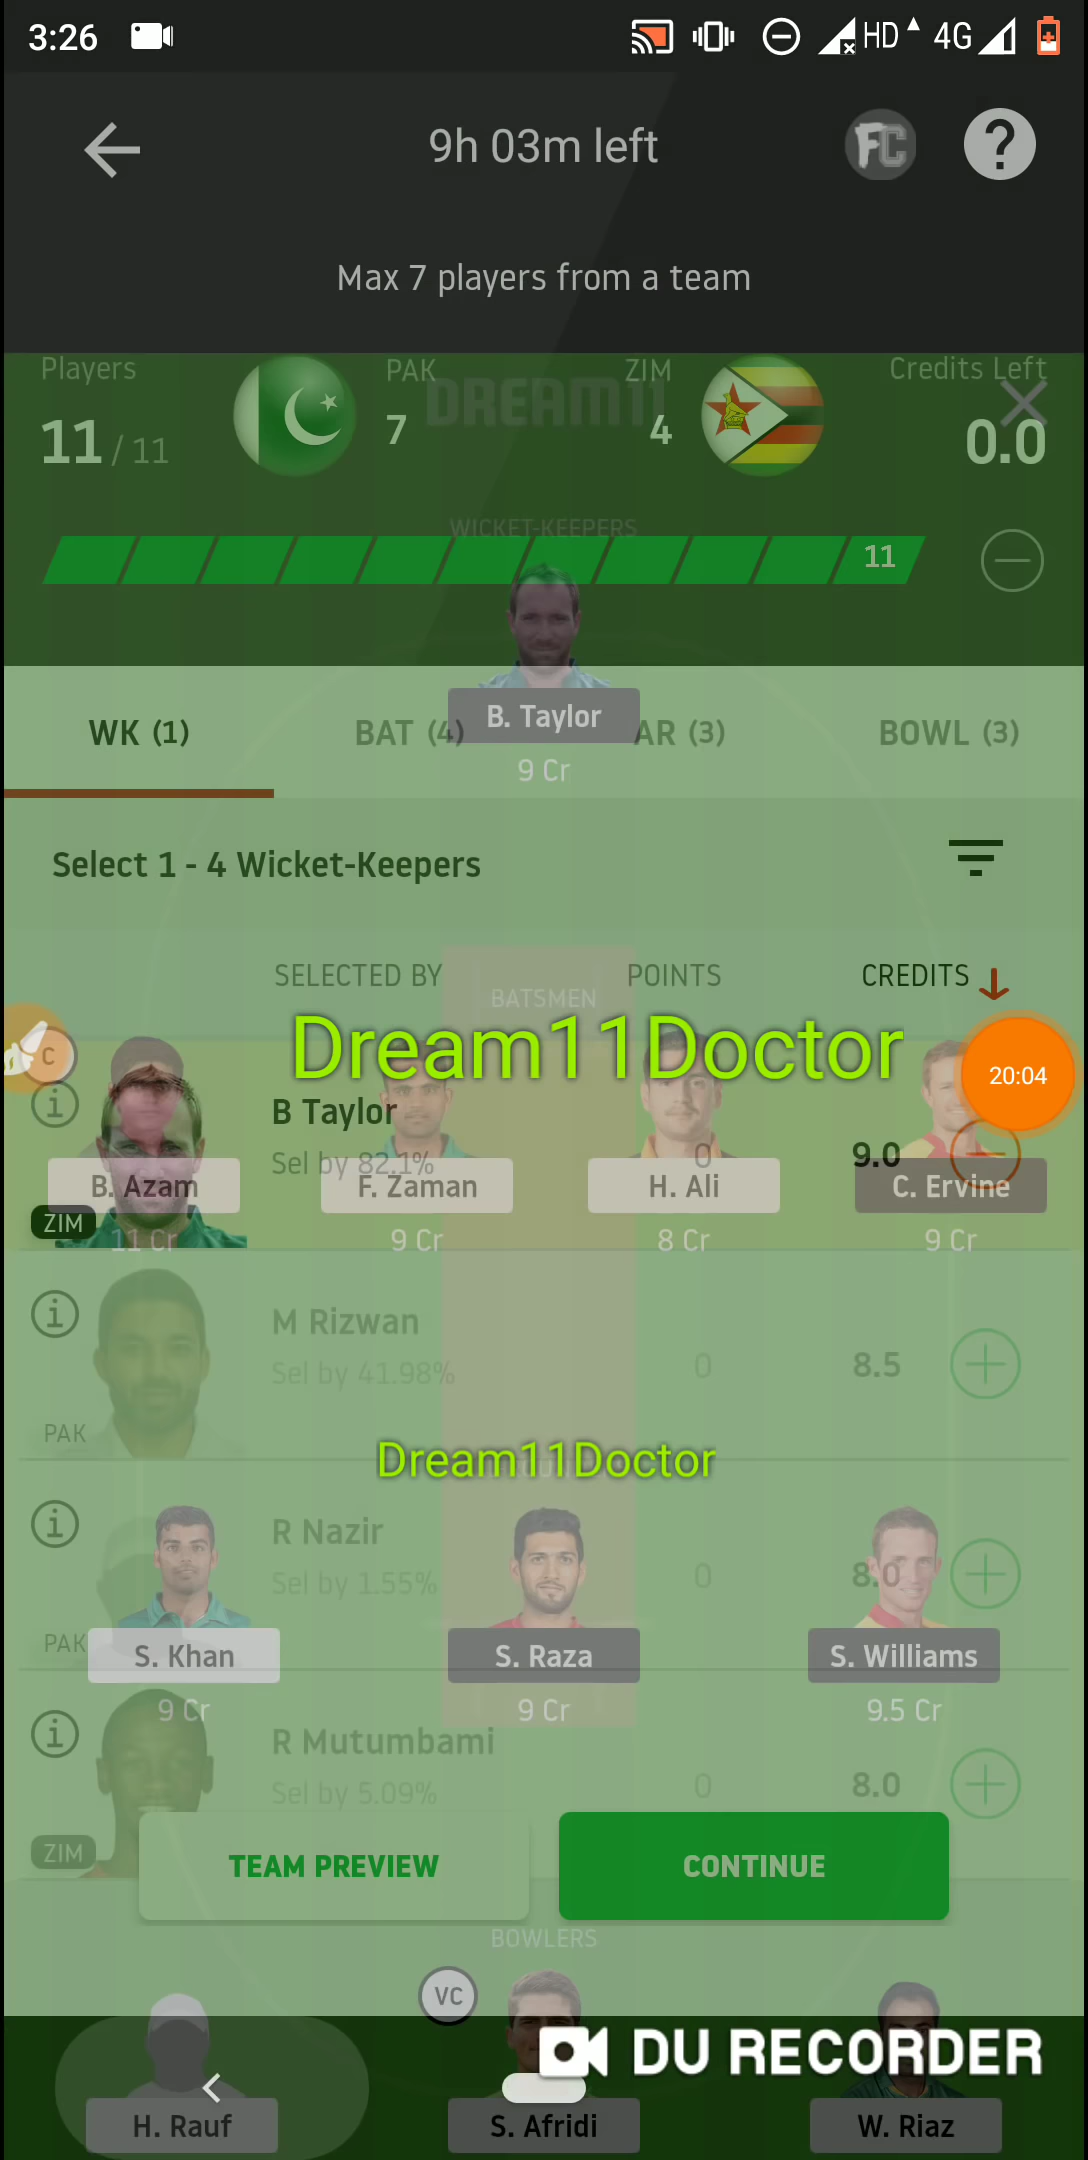 3:26
HD
4G
9h 03m left
FC
?
Max 7 players from a team
Players
PAK
ZIM
Credits Left
DREAM11
11 / 11
7
4
0.0
WICKET-KEEPERS
11
B. Taylor
WK (1)
BAT (4)
AR (3)
BOWL (3)
9 Cr
Select 1 - 4 Wicket-Keepers
SELECTED BY
POINTS
CREDITS
BATSMEN
Dream11Doctor
C
20:04
B Taylor
Sel by 82.1%
0
9.0
B. Azam
F. Zaman
H. Ali
C. Ervine
ZIM
11 Cr
9 Cr
8 Cr
9 Cr
M Rizwan
Sel by 41.98%
0
8.5
PAK
Dream11Doctor
R Nazir
Sel by 1.55%
0
8.0
PAK
S. Khan
S. Raza
S. Williams
9 Cr
9 Cr
9.5 Cr
R Mutumbami
Sel by 5.09%
0
8.0
ZIM
TEAM PREVIEW
CONTINUE
BOWLERS
VC
DU RECORDER
H. Rauf
S. Afridi
W. Riaz